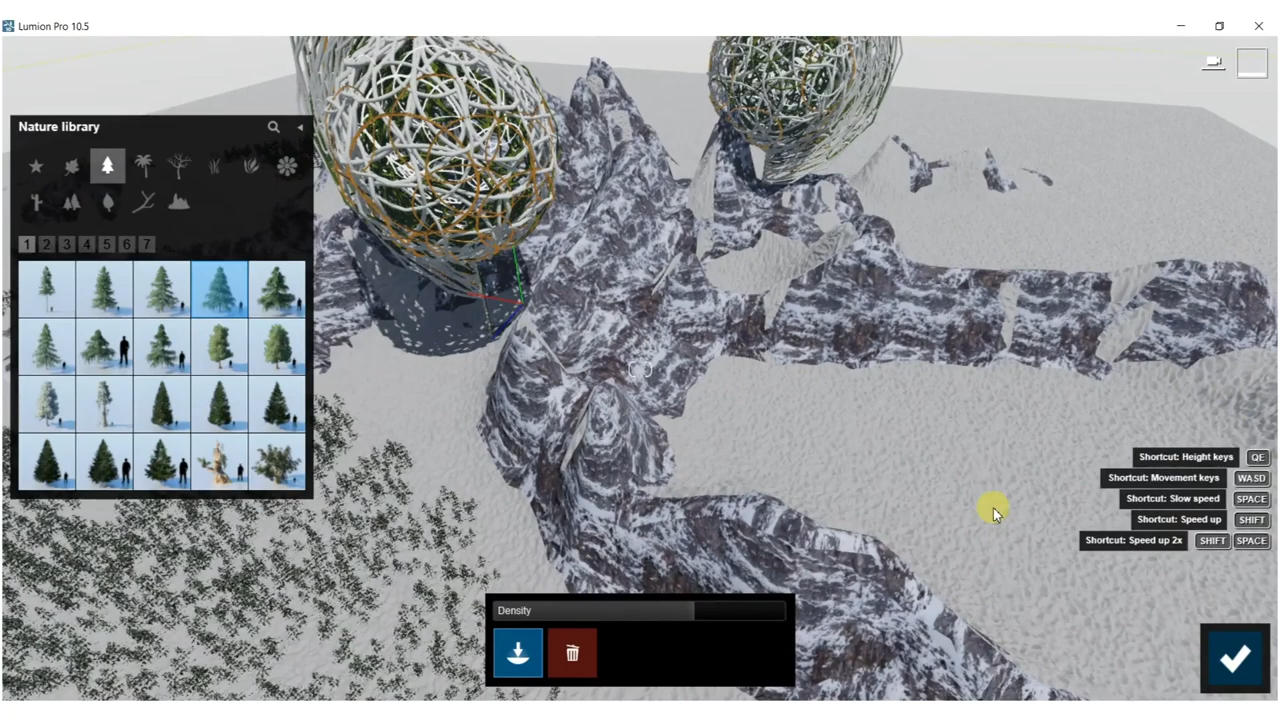 Lumion Pro 10.5
Nature library
1 2 3 4 5 6 7
Shortcut: Height keys QE
Shortcut: Movement keys WASD
Shortcut: Slow speed SPACE
Shortcut: Speed up SHIFT
Shortcut: Speed up 2x SHIFT SPACE
Density